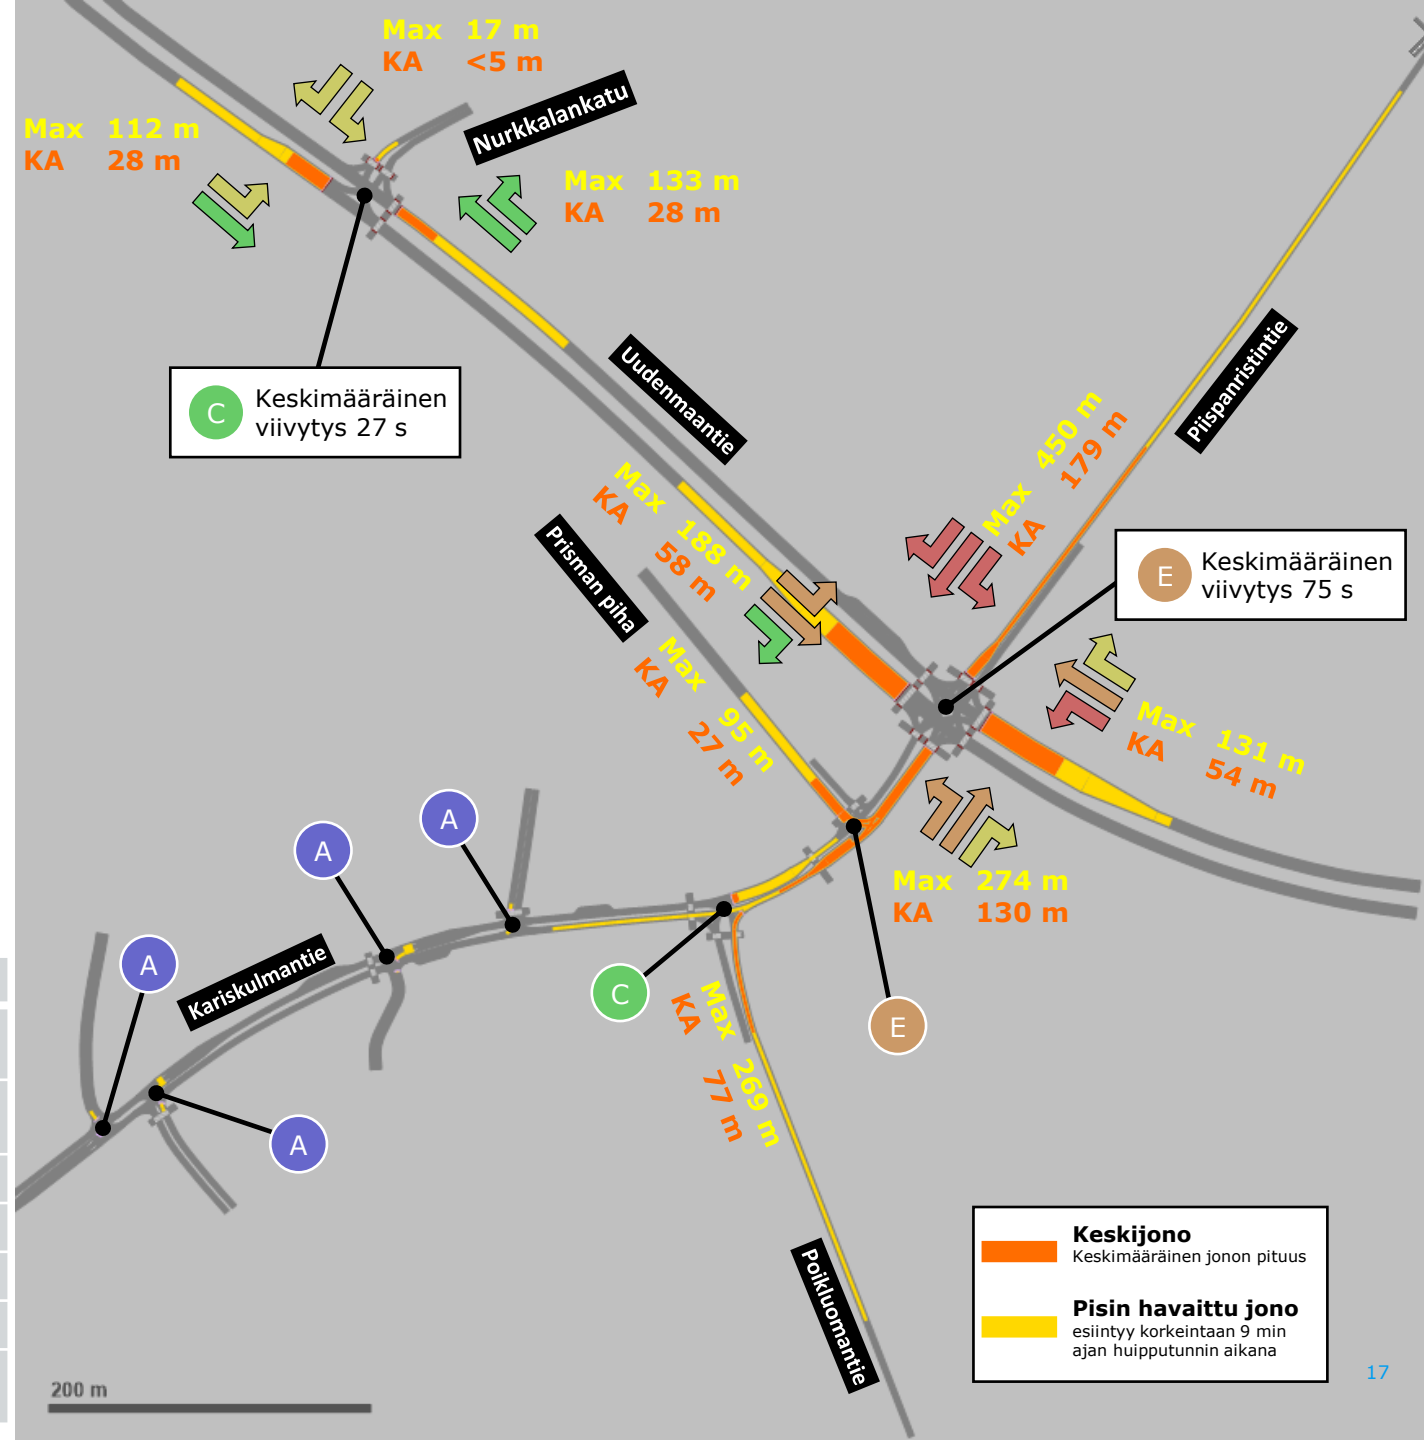 Max 17 m
KA <5 m
Nurkkalankatu
Max 112 m
KA 28 m
Max 133 m
KA 28 m
C
Keskimääräinen
viivytys 27 s
Uudenmaantie
Piispanristintie
Max 450 m
KA 179 m
Max 188 m
KA 58 m
Prisman piha
E
Keskimääräinen
viivytys 75 s
Max 95 m
KA 27 m
Max 131 m
KA 54 m
A
A
Max 274 m
KA 130 m
Kariskulmantie
A
C
E
Max 269 m
KA 77 m
A
Poikluomantie
Keskijono
Keskimääräinen jonon pituus
Pisin havaittu jono
esiintyy korkeintaan 9 min
ajan huipputunnin aikana
200 m
17